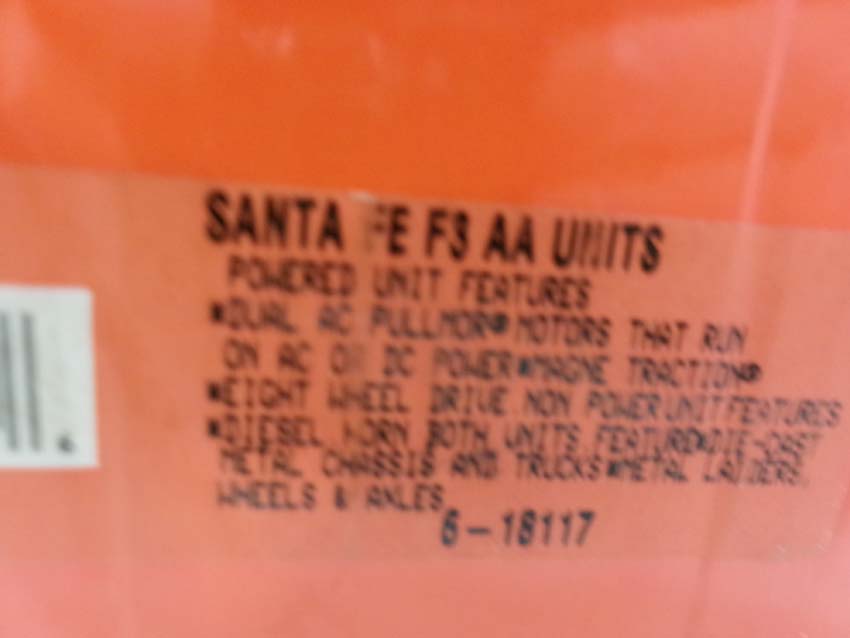 SANTA FE F3 AA UNITS
POWERED UNIT FEATURES
*DUAL AC PULLMOR® MOTORS THAT RUN
ON AC OR DC POWER*MAGNE TRACTION®
*EIGHT WHEEL DRIVE NON POWER UNIT FEATURES
*DIESEL HORN BOTH UNITS FEATURE*DIE-CAST
METAL CHASSIS AND TRUCKS*METAL LADDERS,
WHEELS & AXLES
6-18117